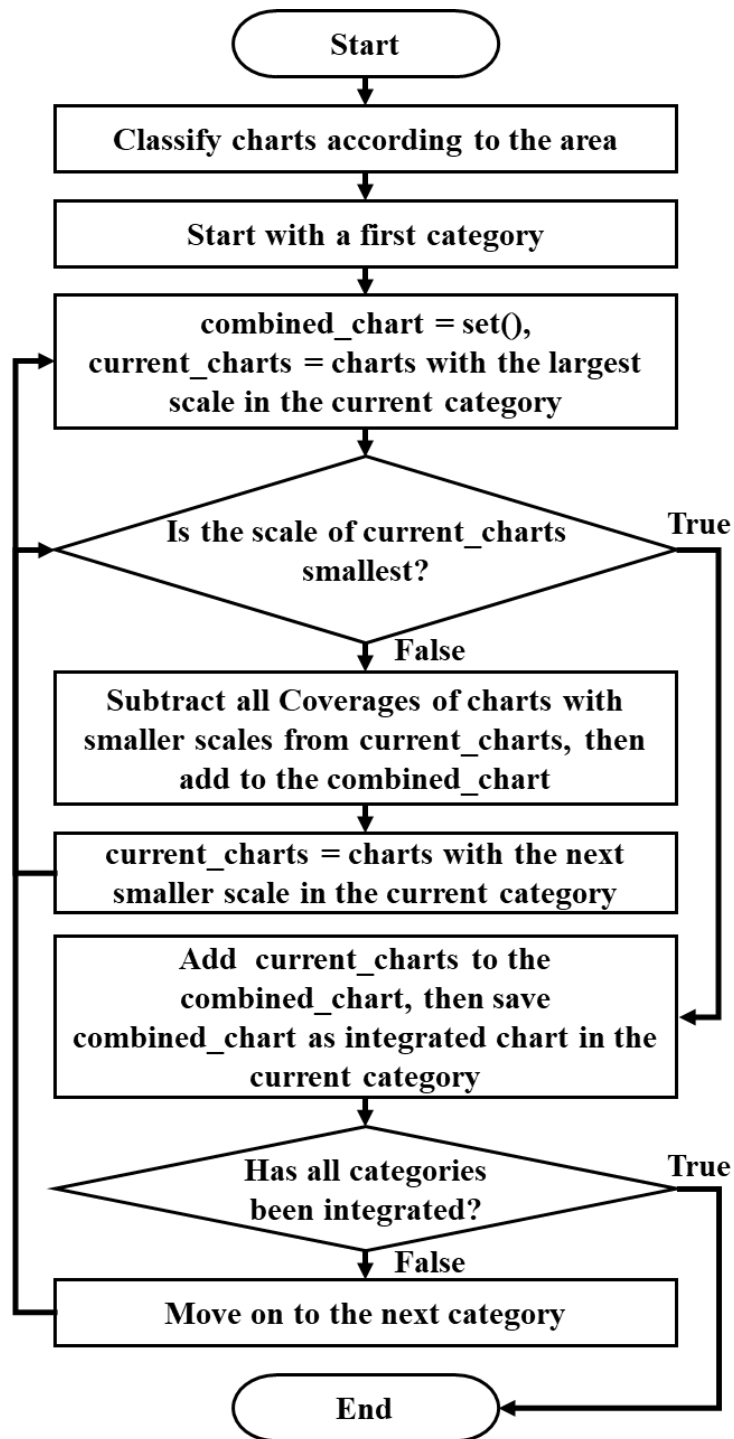 Start
Classify charts according to the area
Start with a first category
combined_chart = set(),
current_charts = charts with the largest
scale in the current category
Is the scale of current_charts
smallest?
True
False
Subtract all Coverages of charts with
smaller scales from current_charts, then
add to the combined_chart
current_charts = charts with the next
smaller scale in the current category
Add current_charts to the
combined_chart, then save
combined_chart as integrated chart in the
current category
Has all categories
been integrated?
True
False
Move on to the next category
End